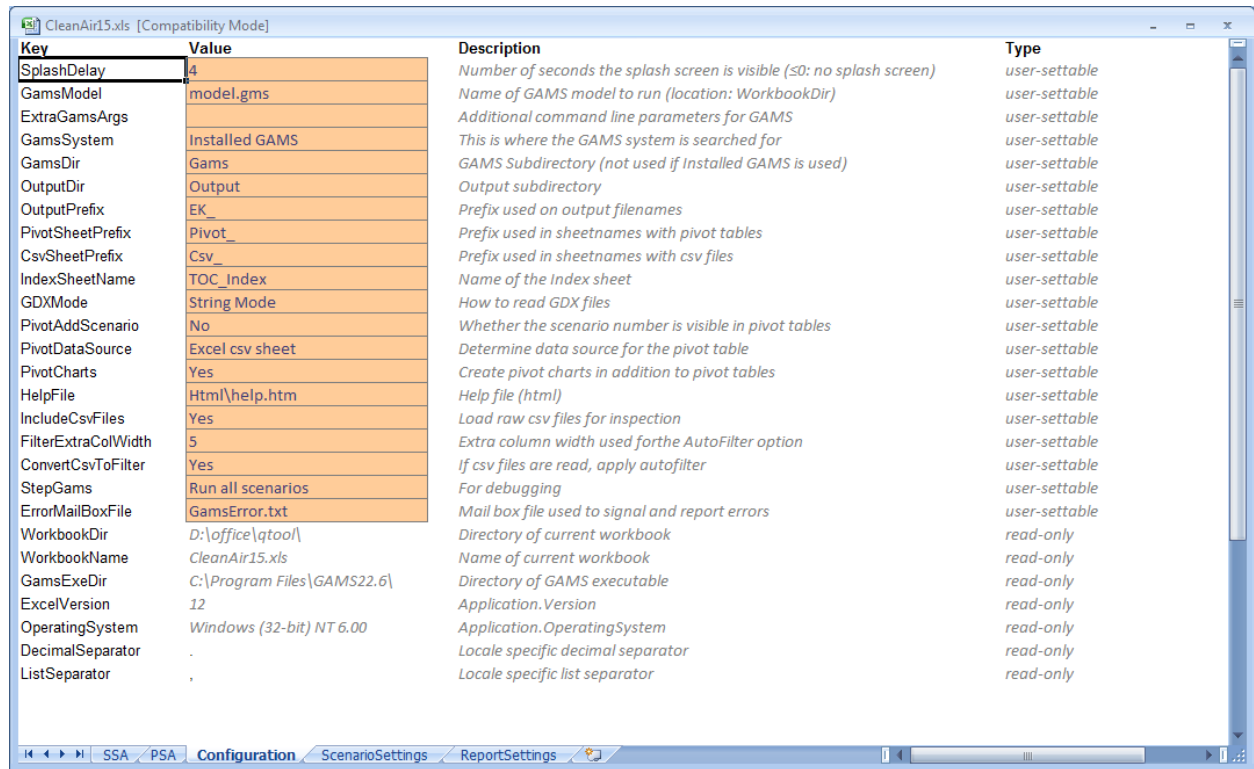 CleanAir15.xls [Compatibility Mode]
Key Value Description Type
SplashDelay 4 Number of seconds the splash screen is visible (≤0: no splash screen) user-settable
GamsModel model.gms Name of GAMS model to run (location: WorkbookDir) user-settable
ExtraGamsArgs Additional command line parameters for GAMS user-settable
GamsSystem Installed GAMS This is where the GAMS system is searched for user-settable
GamsDir Gams GAMS Subdirectory (not used if Installed GAMS is used) user-settable
OutputDir Output Output subdirectory user-settable
OutputPrefix EK_ Prefix used on output filenames user-settable
PivotSheetPrefix Pivot_ Prefix used in sheetnames with pivot tables user-settable
CsvSheetPrefix Csv_ Prefix used in sheetnames with csv files user-settable
IndexSheetName TOC_Index Name of the Index sheet user-settable
GDXMode String Mode How to read GDX files user-settable
PivotAddScenario No Whether the scenario number is visible in pivot tables user-settable
PivotDataSource Excel csv sheet Determine data source for the pivot table user-settable
PivotCharts Yes Create pivot charts in addition to pivot tables user-settable
HelpFile Html\help.htm Help file (html) user-settable
IncludeCsvFiles Yes Load raw csv files for inspection user-settable
FilterExtraColWidth 5 Extra column width used forthe AutoFilter option user-settable
ConvertCsvToFilter Yes If csv files are read, apply autofilter user-settable
StepGams Run all scenarios For debugging user-settable
ErrorMailBoxFile GamsError.txt Mail box file used to signal and report errors user-settable
WorkbookDir D:\office\qtool\ Directory of current workbook read-only
WorkbookName CleanAir15.xls Name of current workbook read-only
GamsExeDir C:\Program Files\GAMS22.6\ Directory of GAMS executable read-only
ExcelVersion 12 Application.Version read-only
OperatingSystem Windows (32-bit) NT 6.00 Application.OperatingSystem read-only
DecimalSeparator . Locale specific decimal separator read-only
ListSeparator , Locale specific list separator read-only
SSA PSA Configuration ScenarioSettings ReportSettings